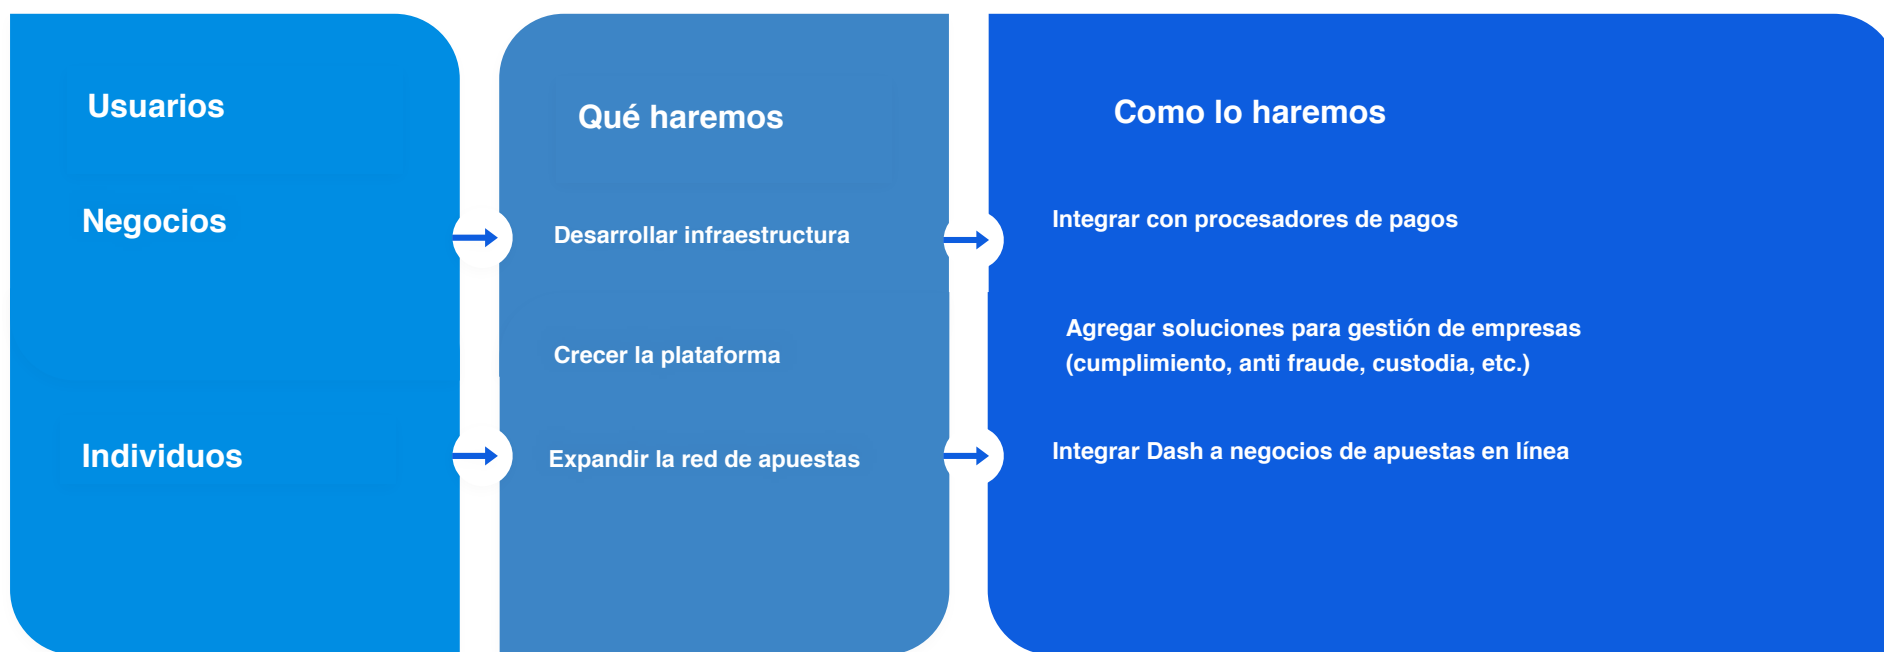 Usuarios
Negocios
Individuos
Qué haremos
Desarrollar infraestructura
Crecer la plataforma
Expandir la red de apuestas
Como lo haremos
Integrar con procesadores de pagos
Agregar soluciones para gestión de empresas
(cumplimiento, anti fraude, custodia, etc.)
Integrar Dash a negocios de apuestas en línea